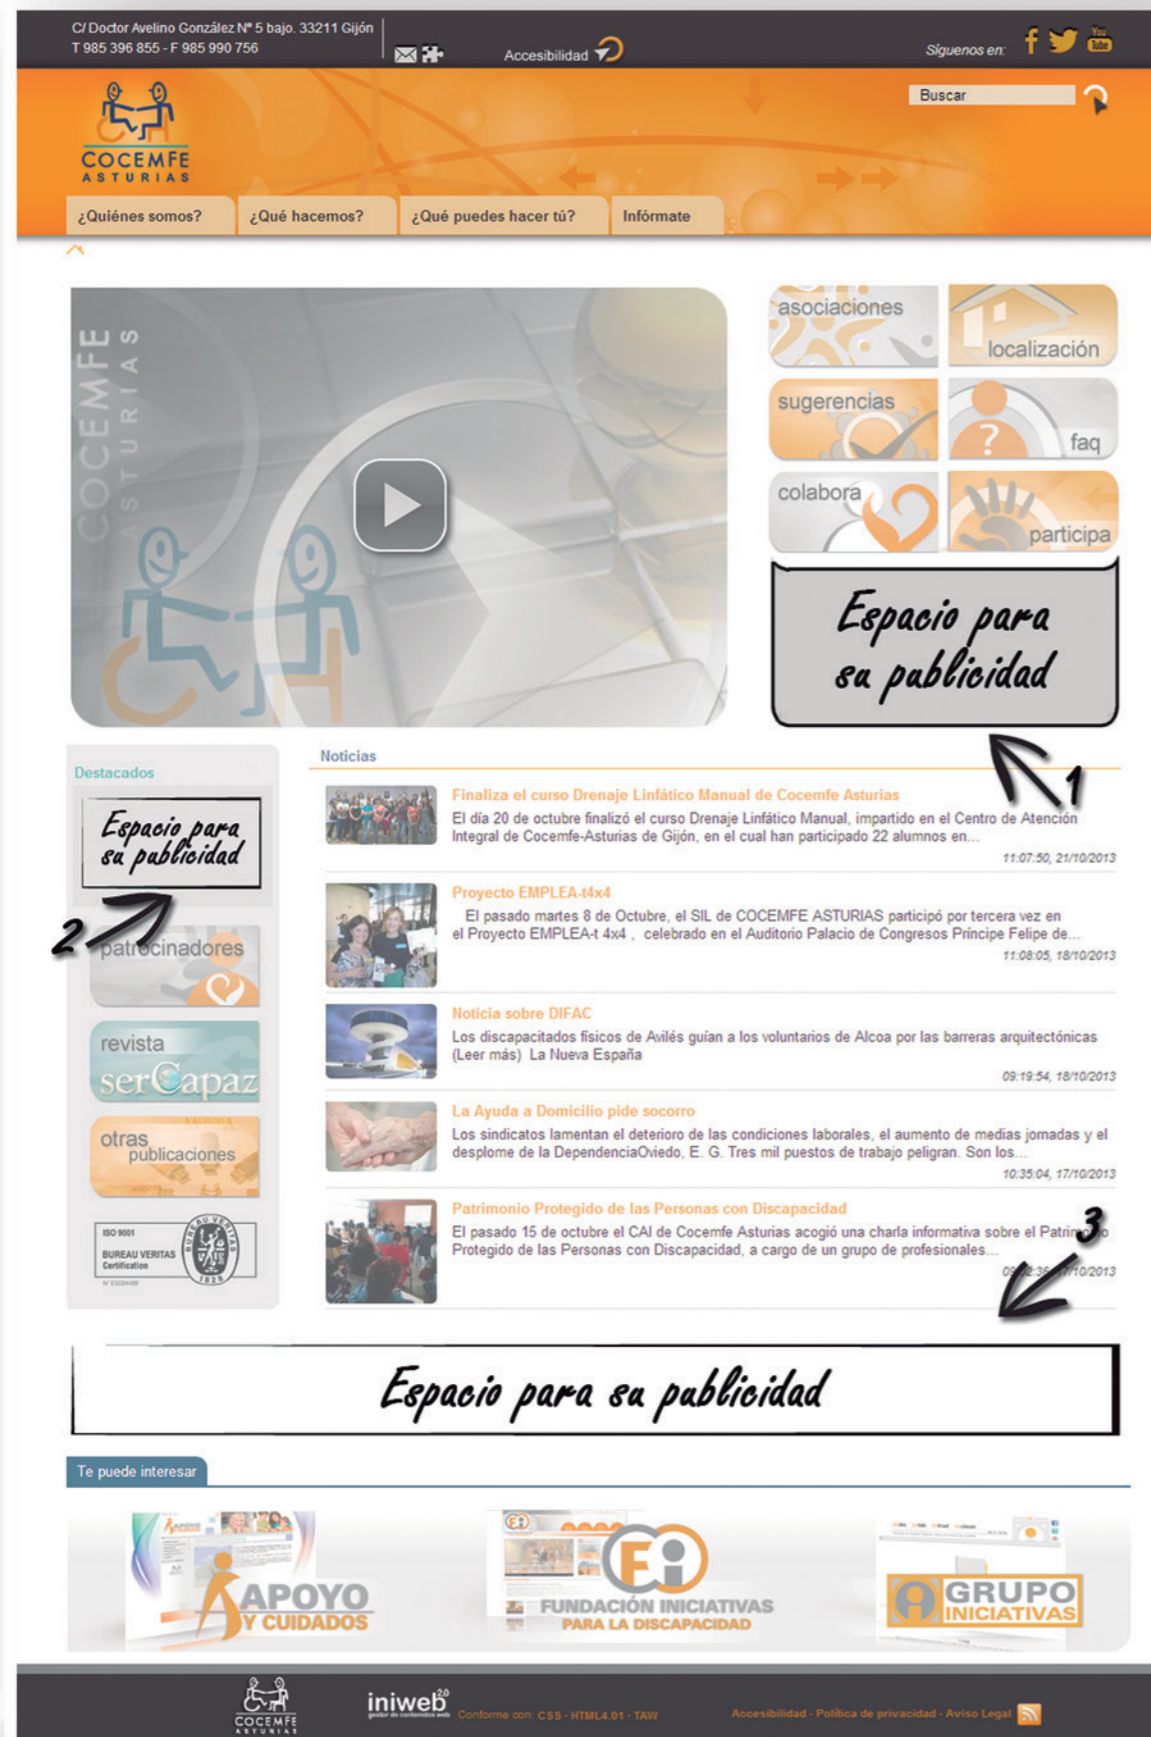 C/ Doctor Avelino González Nº 5 bajo. 33211 Gijón
T 985 396 855 - F 985 990 756
Accesibilidad
Síguenos en:
You
Tube
Buscar
COCEMFE
ASTURIAS
¿Quiénes somos?
¿Qué hacemos?
¿Qué puedes hacer tú?
Infórmate
COCEMFE
ASTURIAS
asociaciones
localización
sugerencias
?
faq
colabora
participa
Espacio para
su publicidad
1
Destacados
Espacio para
su publicidad
2
patrocinadores
revista
serCapaz
otras
publicaciones
ISO 9001
BUREAU VERITAS
Certification
BUREAU VERITAS
1828
Noticias
Finaliza el curso Drenaje Linfático Manual de Cocemfe Asturias
El día 20 de octubre finalizó el curso Drenaje Linfático Manual, impartido en el Centro de Atención
Integral de Cocemfe-Asturias de Gijón, en el cual han participado 22 alumnos en...
11:07:50, 21/10/2013
Proyecto EMPLEA-t4x4
El pasado martes 8 de Octubre, el SIL de COCEMFE ASTURIAS participó por tercera vez en
el Proyecto EMPLEA-t 4x4 , celebrado en el Auditorio Palacio de Congresos Príncipe Felipe de...
11:08:05, 18/10/2013
Noticia sobre DIFAC
Los discapacitados físicos de Avilés guían a los voluntarios de Alcoa por las barreras arquitectónicas
(Leer más) La Nueva España
09:19:54, 18/10/2013
La Ayuda a Domicilio pide socorro
Los sindicatos lamentan el deterioro de las condiciones laborales, el aumento de medias jornadas y el
desplome de la DependenciaOviedo, E. G. Tres mil puestos de trabajo peligran. Son los...
10:35:04, 17/10/2013
Patrimonio Protegido de las Personas con Discapacidad
El pasado 15 de octubre el CAI de Cocemfe Asturias acogió una charla informativa sobre el Patrimonio
Protegido de las Personas con Discapacidad, a cargo de un grupo de profesionales...
3
Espacio para su publicidad
Te puede interesar
APOYO
Y CUIDADOS
Fi
FUNDACIÓN INICIATIVAS
PARA LA DISCAPACIDAD
GRUPO
INICIATIVAS
COCEMFE
ASTURIAS
iniweb 2.0
gestor de contenidos web
Conforme con: CSS - HTML4.01 - TAW
Accesibilidad - Política de privacidad - Aviso Legal